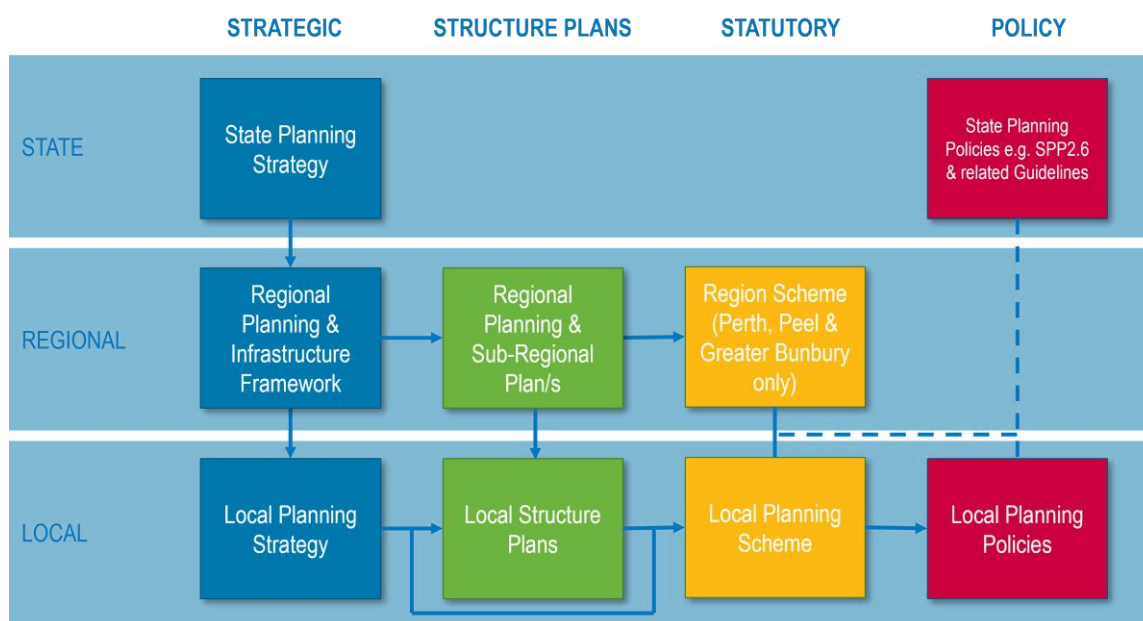 STRATEGIC
STRUCTURE PLANS
STATUTORY
POLICY
STATE
State Planning
Strategy
State Planning
Policies e.g. SPP2.6
& related Guidelines
REGIONAL
Regional
Planning &
Infrastructure
Framework
Regional
Planning &
Sub-Regional
Plan/s
Region Scheme
(Perth, Peel &
Greater Bunbury
only)
LOCAL
Local Planning
Strategy
Local Structure
Plans
Local Planning
Scheme
Local Planning
Policies